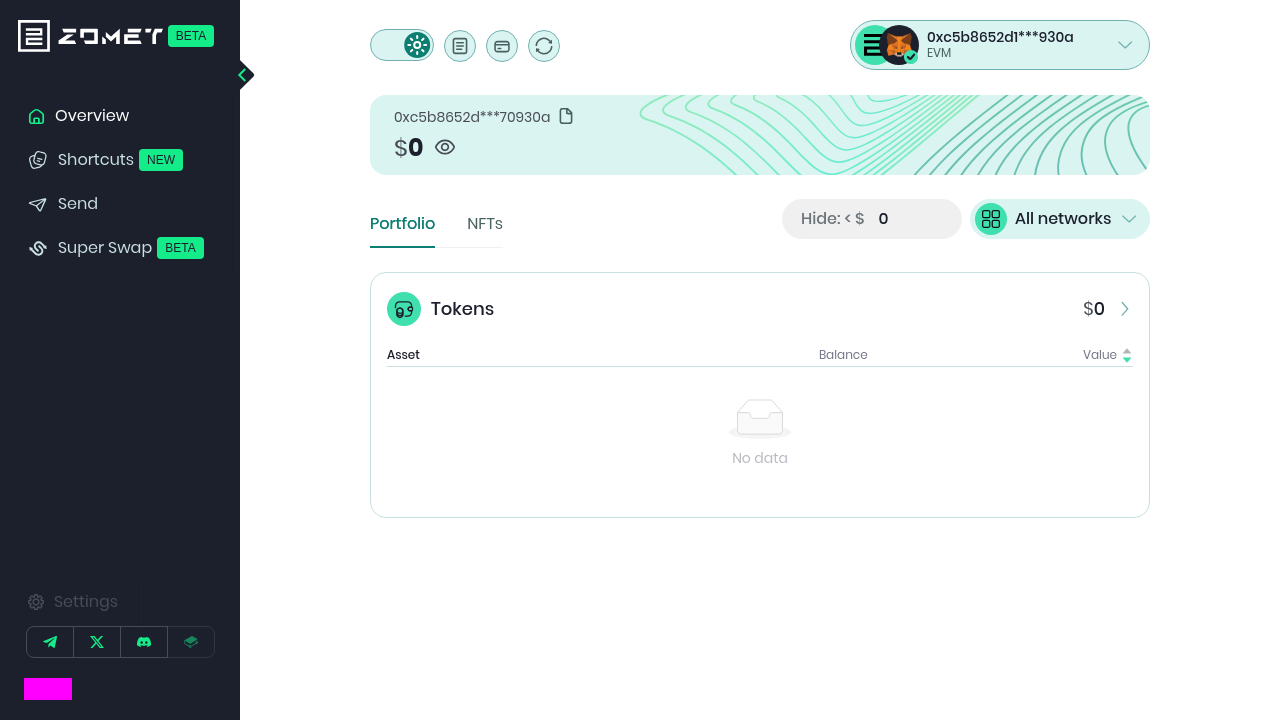 ZOMET BETA
Overview
Shortcuts NEW
Send
Super Swap BETA
Settings
0xc5b8652d1***930a
EVM
0xc5b8652d***70930a
$0
Portfolio
NFTs
Hide: < $ 0
All networks
Tokens
$0
Asset
Balance
Value
No data